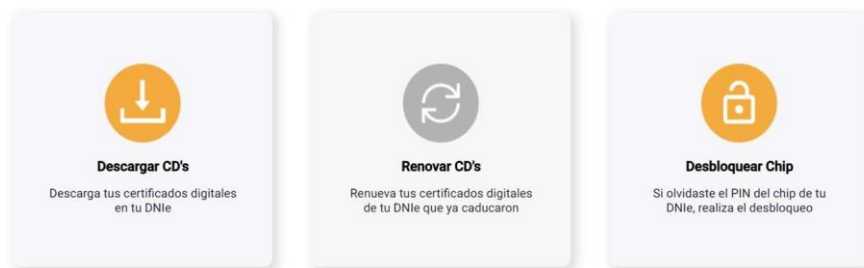 Descargar CD's
Descarga tus certificados digitales
en tu DNIe
Renovar CD's
Renueva tus certificados digitales
de tu DNIe que ya caducaron
Desbloquear Chip
Si olvidaste el PIN del chip de tu
DNIe, realiza el desbloqueo